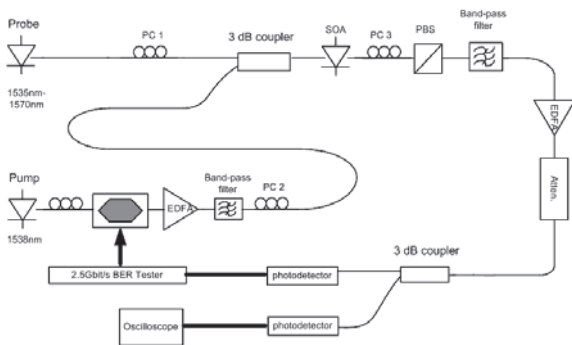 Probe
PC 1
3 dB coupler
SOA
PC 3
PBS
Band-pass
filter
1535nm-
1570nm
EDFA
Pump
EDFA
Band-pass
filter
PC 2
Atten.
1538nm
3 dB coupler
2.5Gbit/s BER Tester
photodetector
Oscilloscope
photodetector